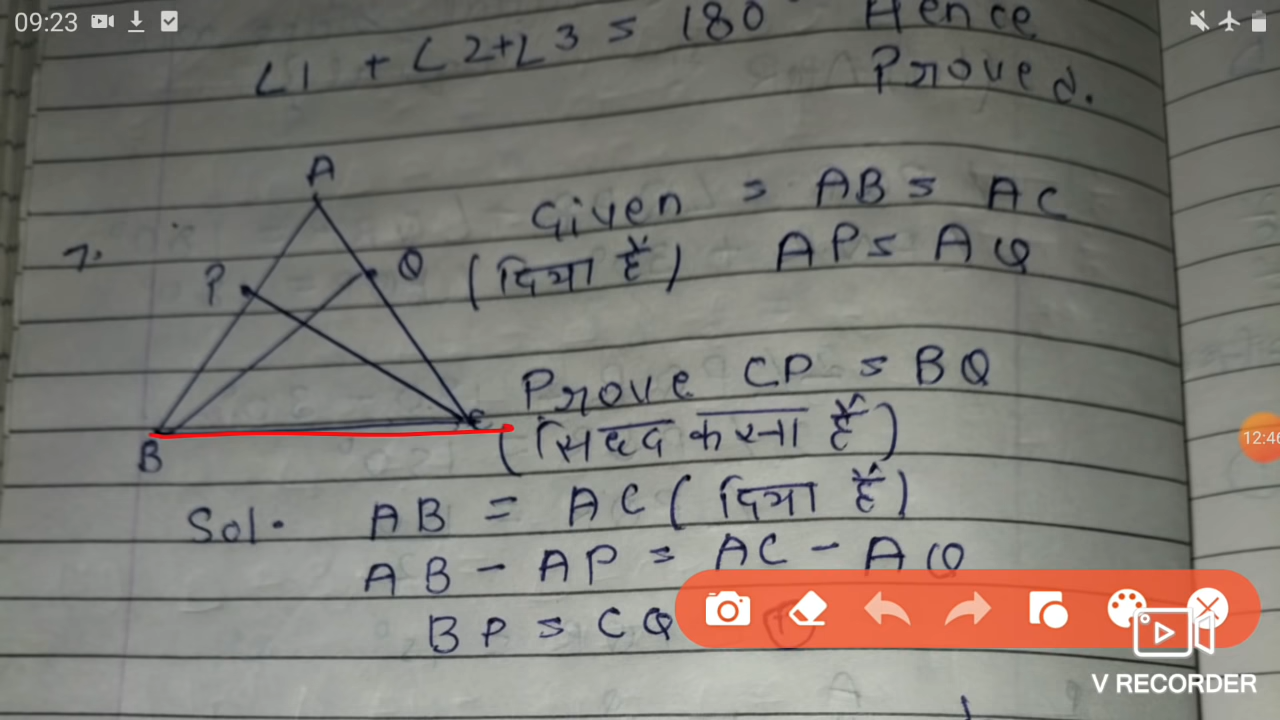 09:23
∠1 + ∠2+∠3 = 180° Hence
Proved.
7.
A
P
Q
B
C
Given = AB = AC
(दिया है) AP = AQ
Prove CP = BQ
(सिद्ध करना है)
Sol. AB = AC (दिया है)
AB - AP = AC - AQ
BP = CQ
12:46
V RECORDER